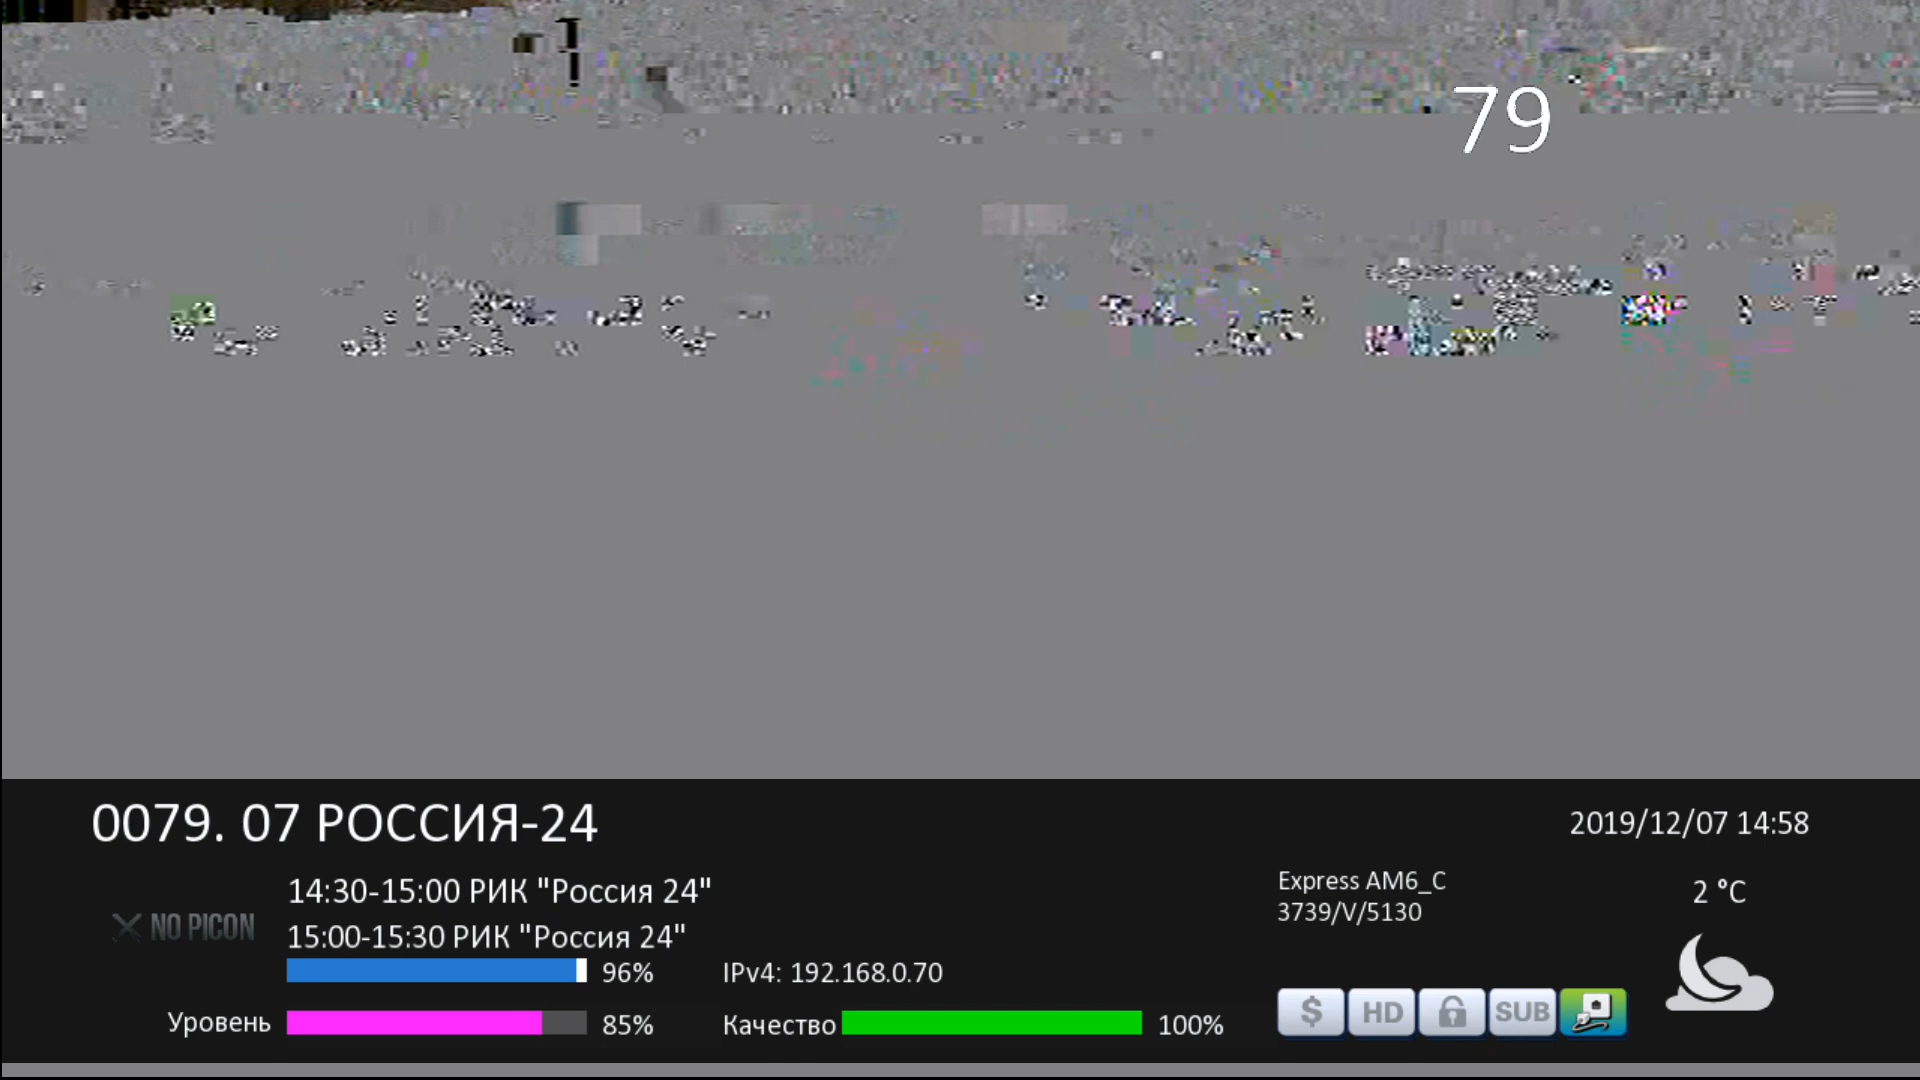 79
0079. 07 РОССИЯ-24
2019/12/07 14:58
14:30-15:00 РИК "Россия 24"
Express AM6_C
2 °C
3739/V/5130
NO PICON
15:00-15:30 РИК "Россия 24"
96%
IPv4: 192.168.0.70
Уровень
85%
Качество
100%
$
HD
SUB